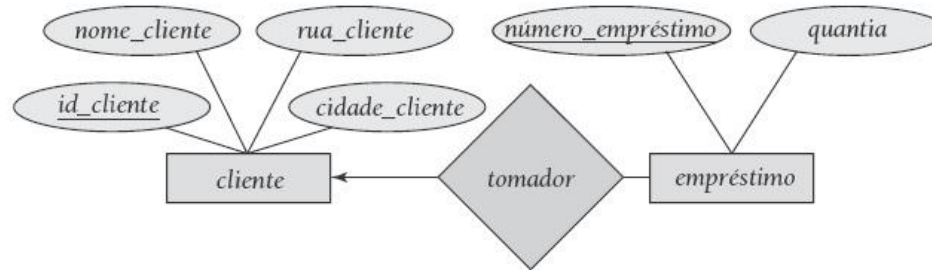 nome_cliente
rua_cliente
número_empréstimo
quantia
id_cliente
cidade_cliente
cliente
tomador
empréstimo